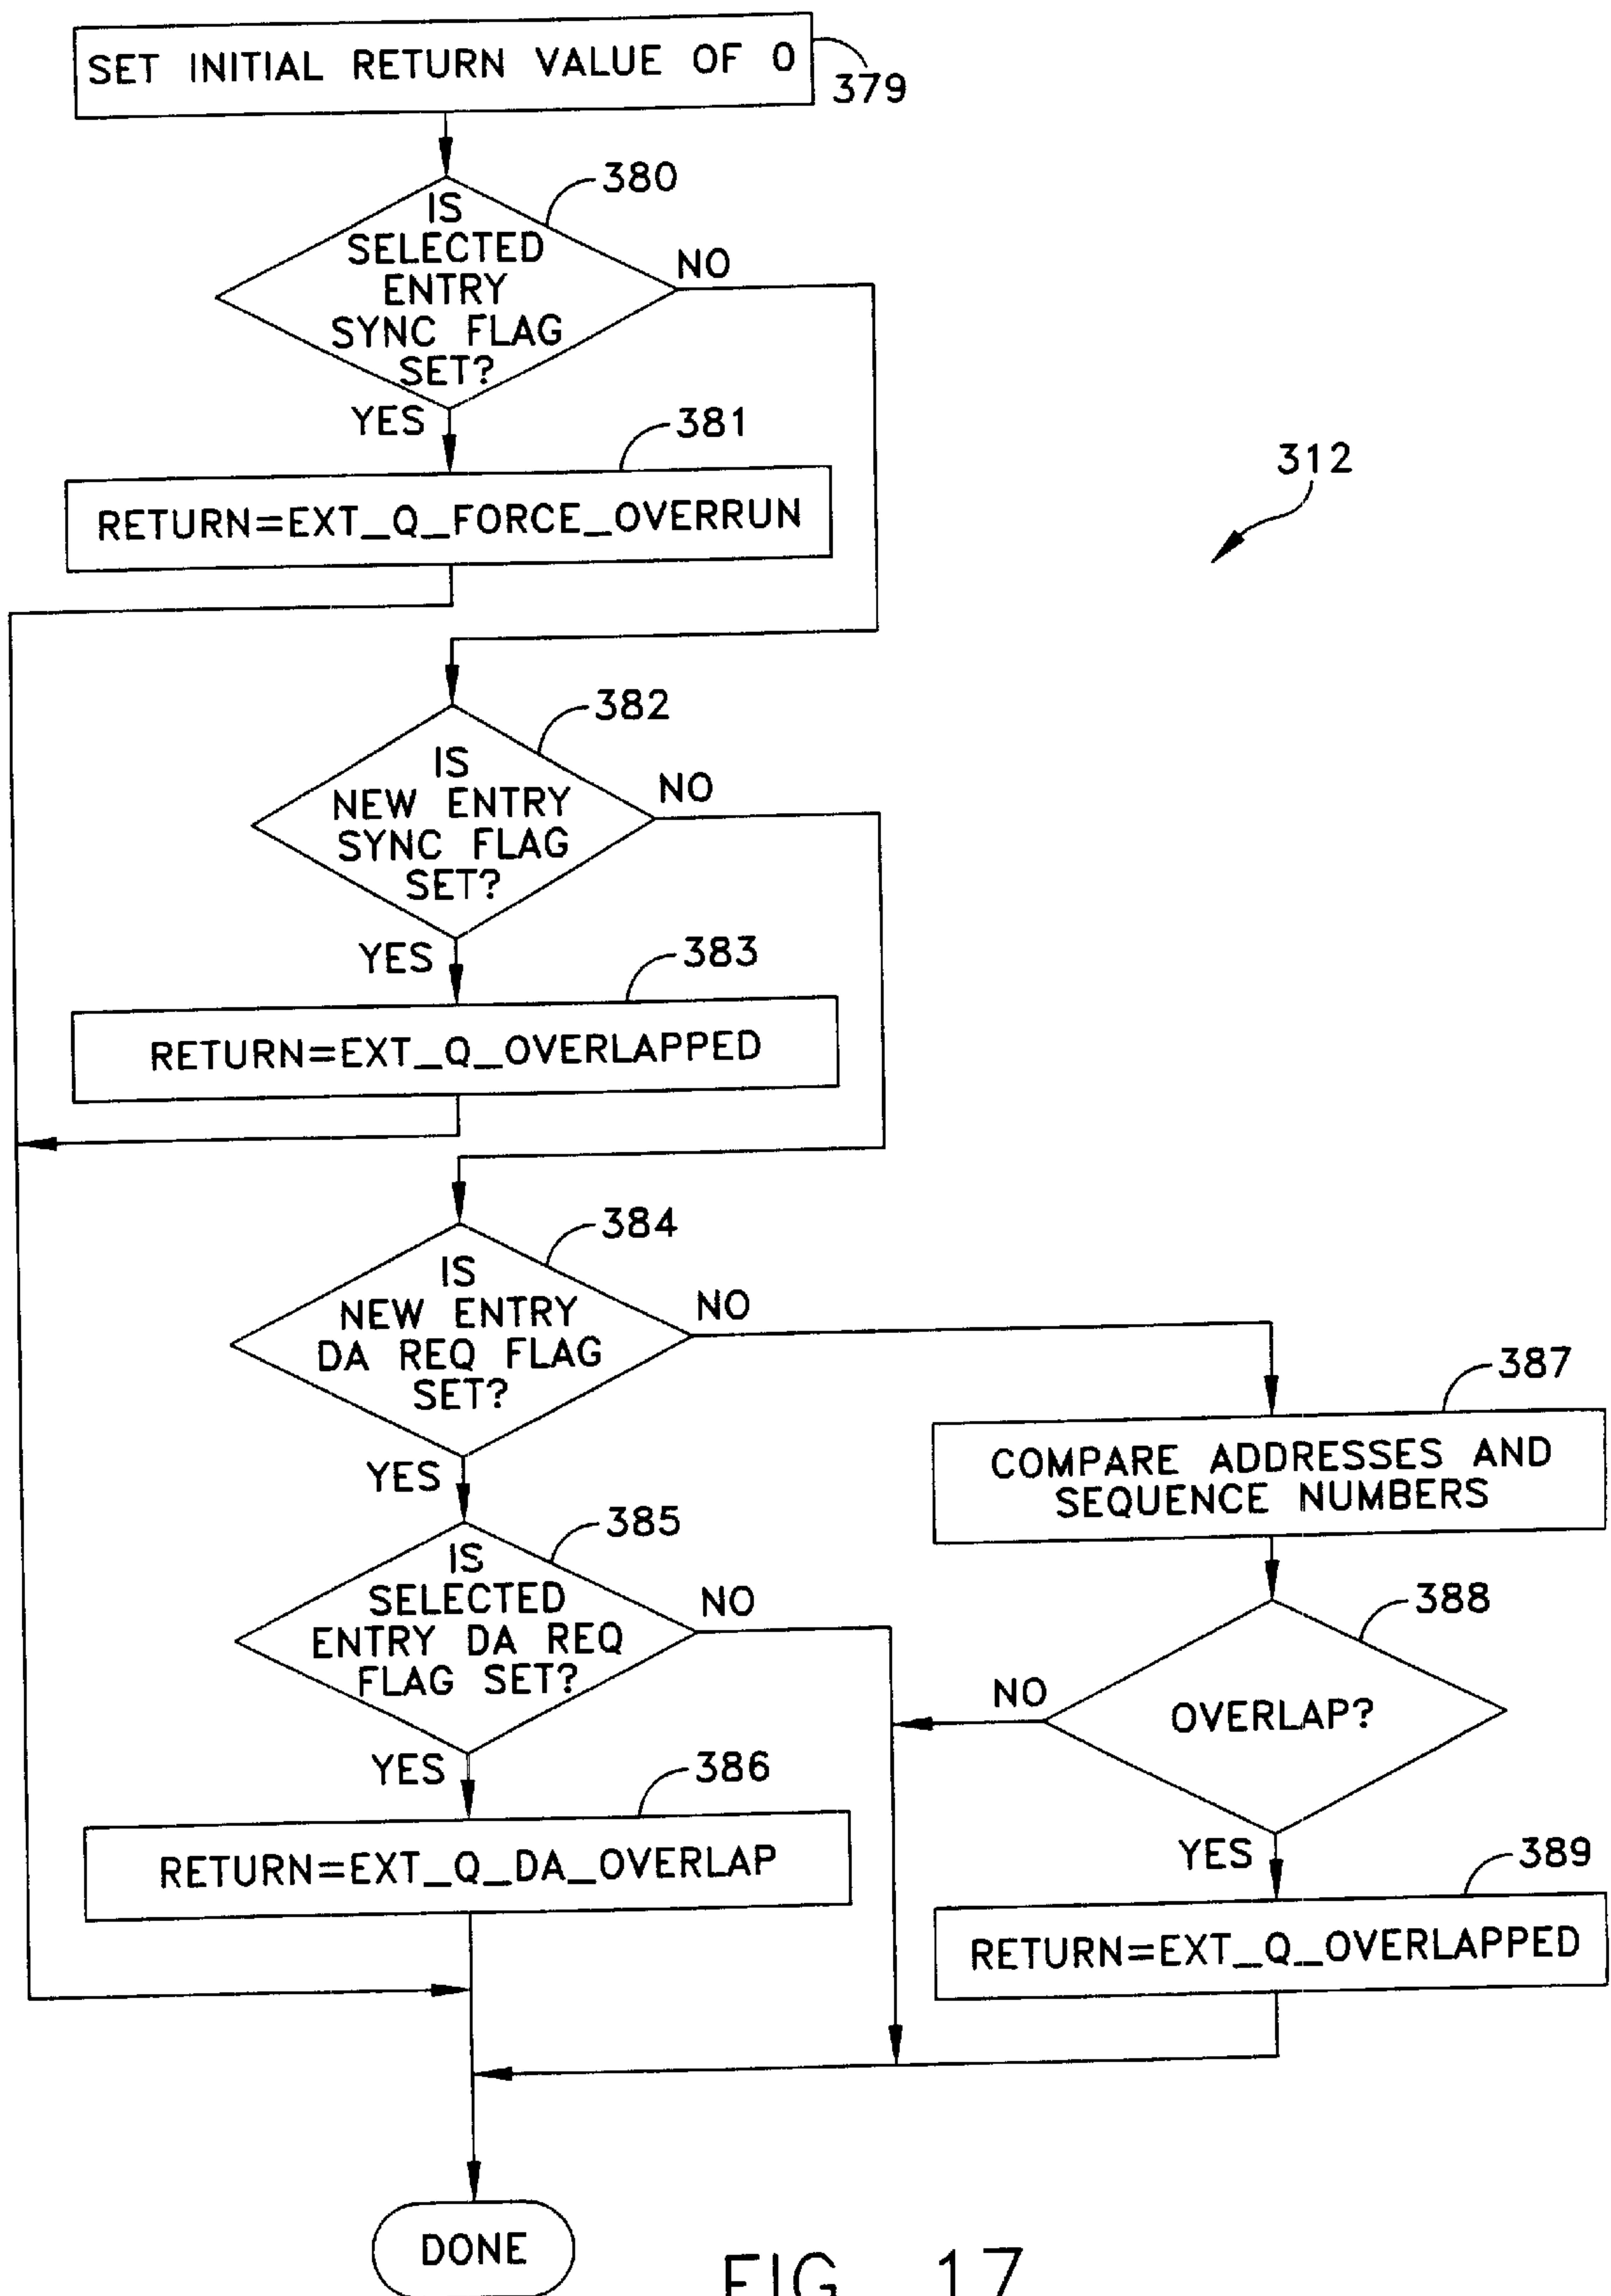 SET INITIAL RETURN VALUE OF 0
379
380
IS
SELECTED
ENTRY
SYNC FLAG
SET?
NO
YES
381
RETURN=EXT_Q_FORCE_OVERRUN
312
382
IS
NEW ENTRY
SYNC FLAG
SET?
NO
YES
383
RETURN=EXT_Q_OVERLAPPED
384
IS
NEW ENTRY
DA REQ FLAG
SET?
NO
YES
387
COMPARE ADDRESSES AND
SEQUENCE NUMBERS
385
IS
SELECTED
ENTRY DA REQ
FLAG SET?
NO
YES
388
OVERLAP?
NO
YES
386
RETURN=EXT_Q_DA_OVERLAP
389
RETURN=EXT_Q_OVERLAPPED
DONE
FIG 17